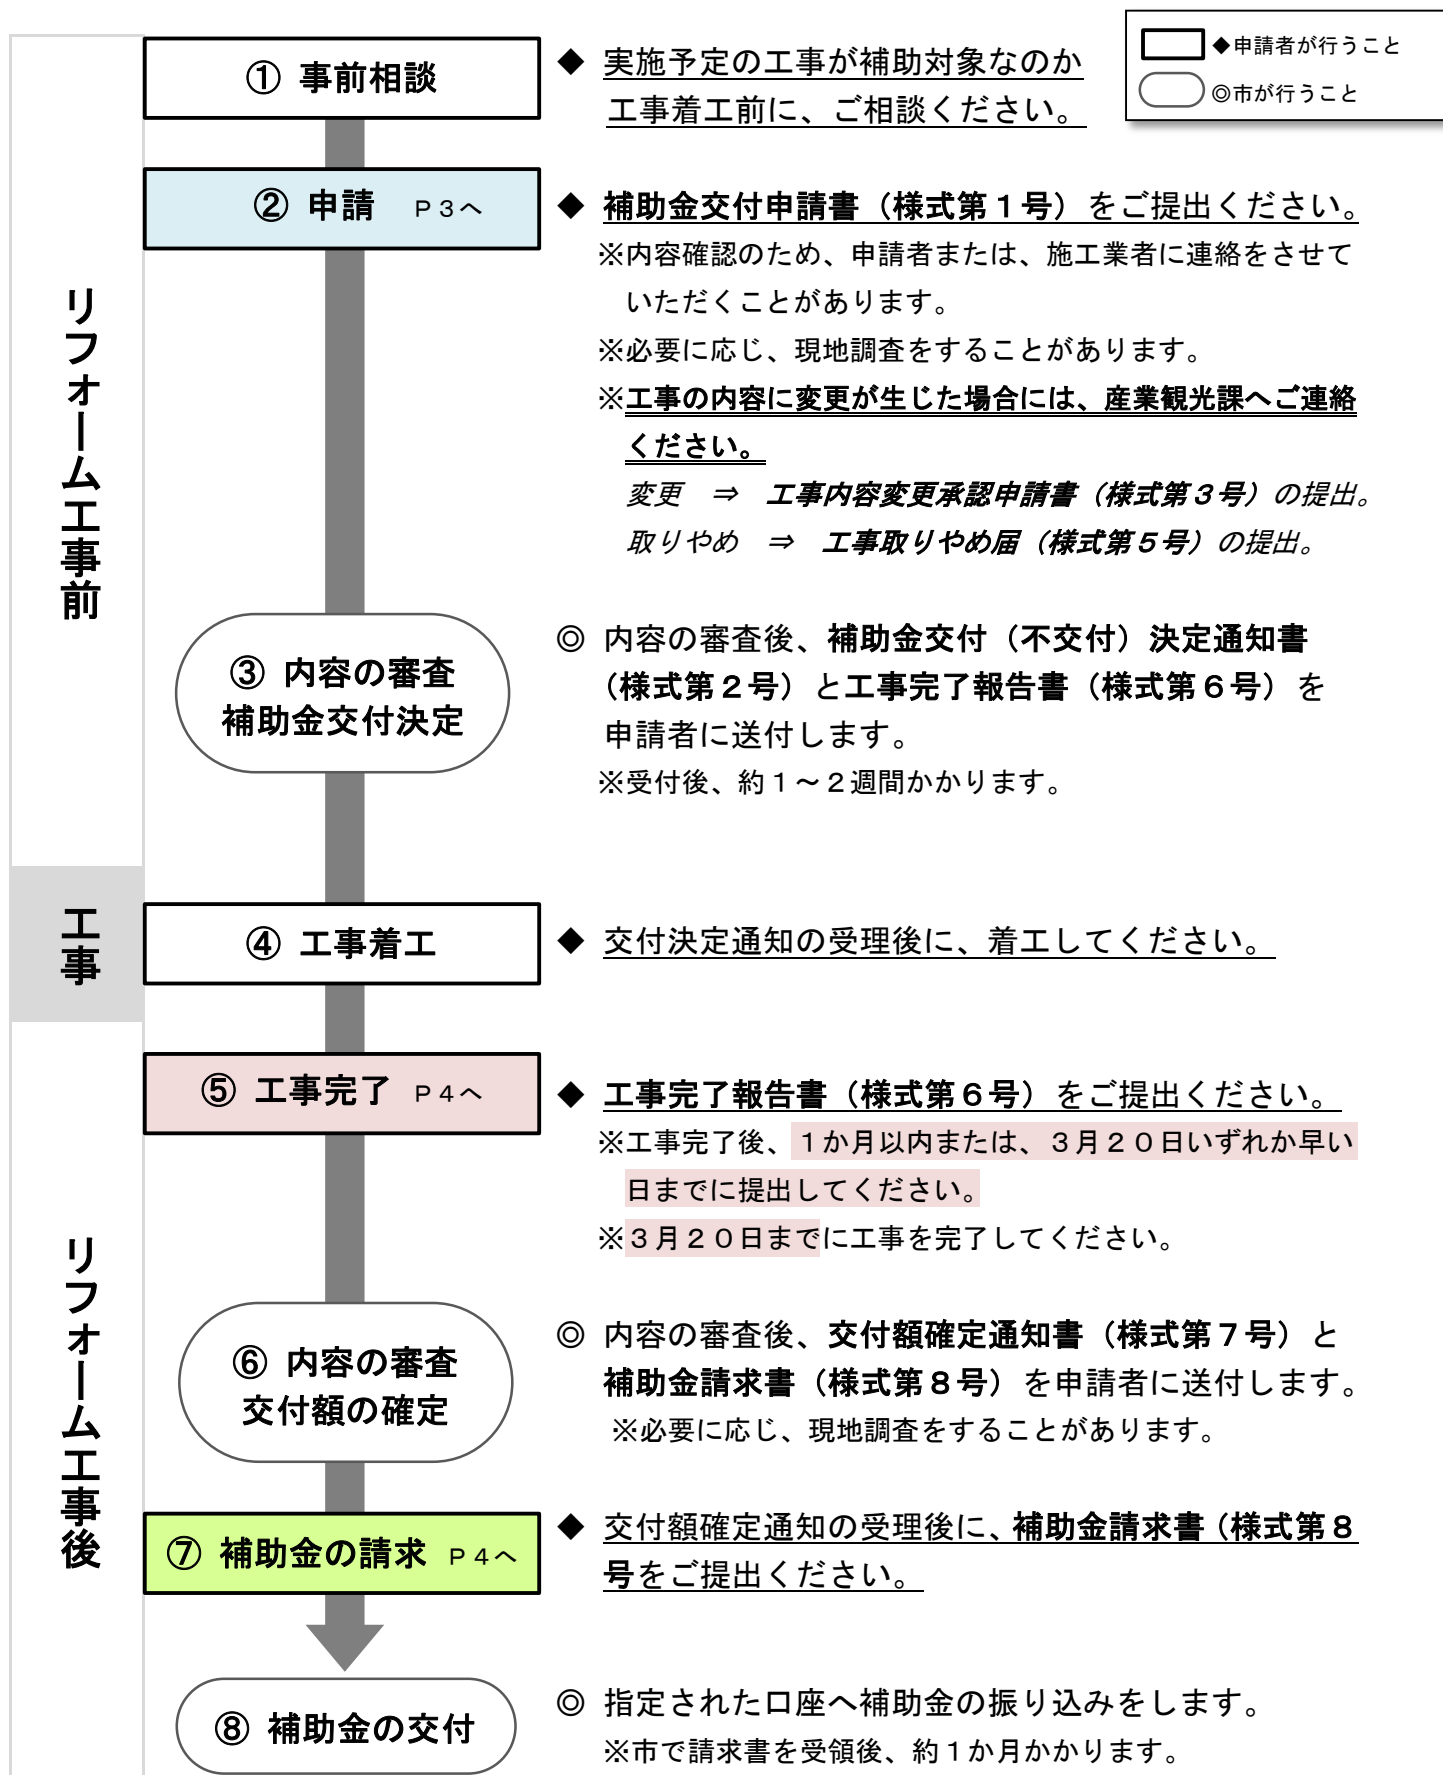 ◆申請者が行うこと
◎市が行うこと
リフォーム工事前
① 事前相談
◆ 実施予定の工事が補助対象なのか
工事着工前に、ご相談ください。
② 申請 Ｐ３へ
◆ 補助金交付申請書（様式第１号）をご提出ください。
※内容確認のため、申請者または、施工業者に連絡をさせて
いただくことがあります。
※必要に応じ、現地調査をすることがあります。
※工事の内容に変更が生じた場合には、産業観光課へご連絡
ください。
変更 ⇒ 工事内容変更承認申請書（様式第３号）の提出。
取りやめ ⇒ 工事取りやめ届（様式第５号）の提出。
③ 内容の審査
補助金交付決定
◎ 内容の審査後、補助金交付（不交付）決定通知書
（様式第２号）と工事完了報告書（様式第６号）を
申請者に送付します。
※受付後、約１～２週間かかります。
工事
④ 工事着工
◆ 交付決定通知の受理後に、着工してください。
リフォーム工事後
⑤ 工事完了 Ｐ４へ
◆ 工事完了報告書（様式第６号）をご提出ください。
※工事完了後、１か月以内または、３月２０日いずれか早い
日までに提出してください。
※３月２０日までに工事を完了してください。
⑥ 内容の審査
交付額の確定
◎ 内容の審査後、交付額確定通知書（様式第７号）と
補助金請求書（様式第８号）を申請者に送付します。
※必要に応じ、現地調査をすることがあります。
⑦ 補助金の請求 Ｐ４へ
◆ 交付額確定通知の受理後に、補助金請求書（様式第８
号をご提出ください。
⑧ 補助金の交付
◎ 指定された口座へ補助金の振り込みをします。
※市で請求書を受領後、約１か月かかります。